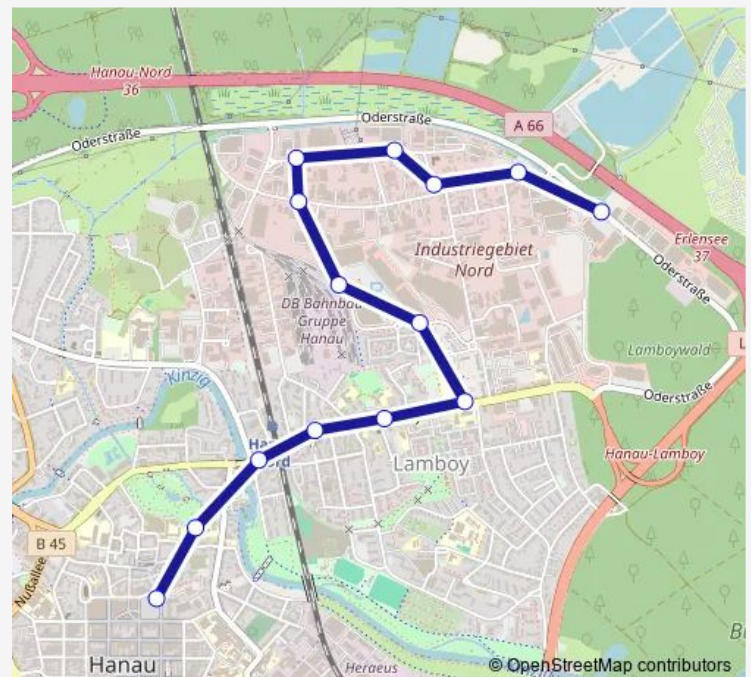 Hanau-Nord
36
Oderstraße
Oderstraße
A 66
Erlensee
37
Industriegebiet
Nord
Oderstraße
DB Bahnbau
Gruppe
Hanau
Lamboywald
Kinzig
Oderstraße
Hanau-Lamboy
Lamboy
B 45
Nußallee
Hanau
Heraeus
© OpenStreetMap contributors